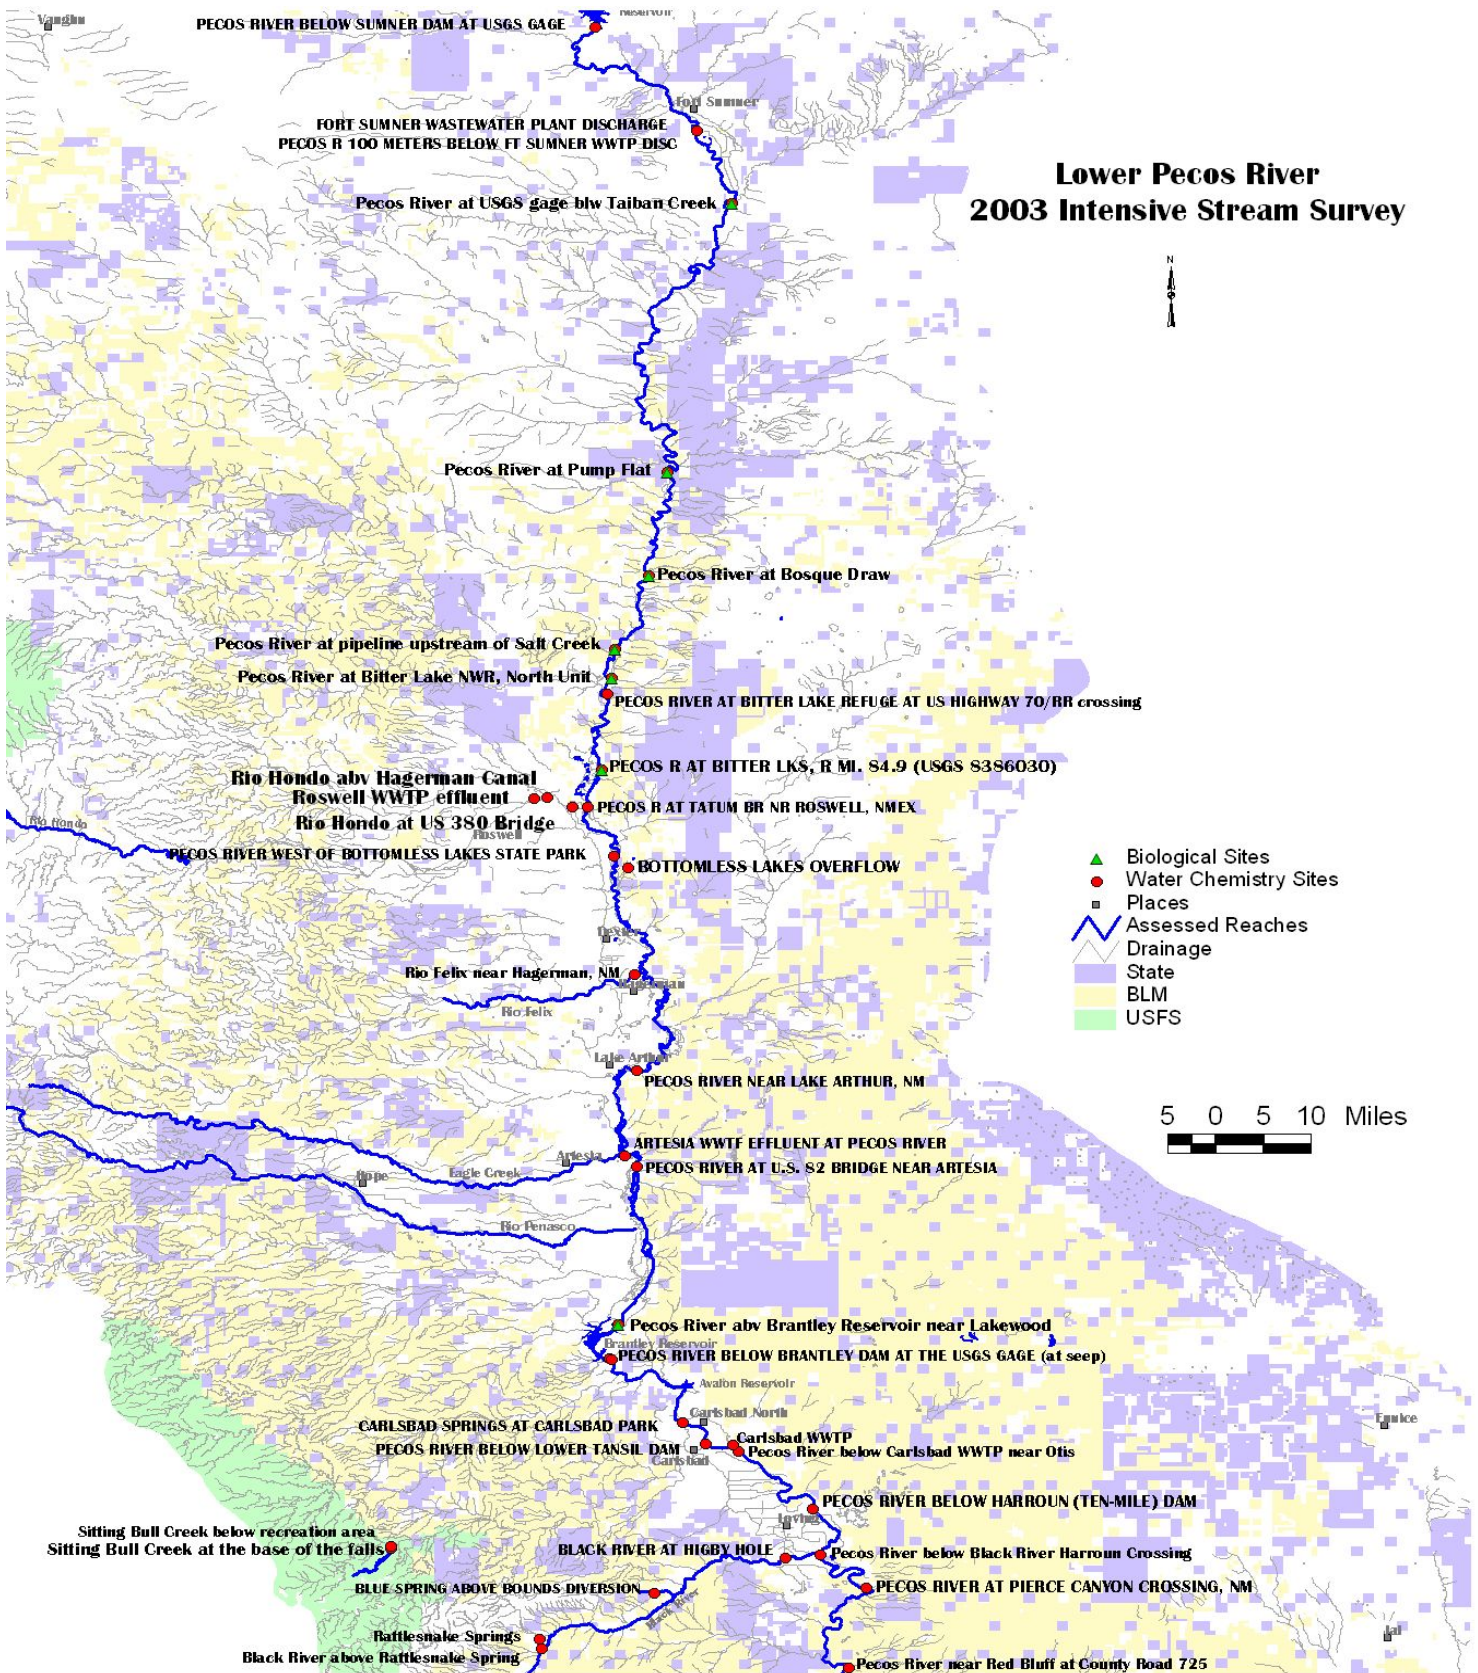 Reservoir
Vaughn
PECOS RIVER BELOW SUMNER DAM AT USGS GAGE
Fort Sumner
FORT SUMNER WASTEWATER PLANT DISCHARGE
PECOS R 100 METERS BELOW FT SUMNER WWTP DISC
Lower Pecos River
2003 Intensive Stream Survey
Pecos River at USGS gage blw Taiban Creek
N
Pecos River at Pump Flat
Pecos River at Bosque Draw
Pecos River at pipeline upstream of Salt Creek
Pecos River at Bitter Lake NWR, North Unit
PECOS RIVER AT BITTER LAKE REFUGE AT US HIGHWAY 70/RR crossing
PECOS R AT BITTER LKS, R MI. 84.9 (USGS 8386030)
Rio Hondo abv Hagerman Canal
Roswell WWTP effluent
PECOS R AT TATUM BR NR ROSWELL, NMEX
Rio Hondo at US 380 Bridge
Rio Hondo
Roswell
PECOS RIVER WEST OF BOTTOMLESS LAKES STATE PARK
BOTTOMLESS LAKES OVERFLOW
Biological Sites
Water Chemistry Sites
Places
Assessed Reaches
Drainage
State
BLM
USFS
Dexter
Rio Felix near Hagerman, NM
Hagerman
Rio Felix
Lake Arthur
PECOS RIVER NEAR LAKE ARTHUR, NM
5 0 5 10 Miles
ARTESIA WWTF EFFLUENT AT PECOS RIVER
Artesia
PECOS RIVER AT U.S. 82 BRIDGE NEAR ARTESIA
Eagle Creek
Hope
Rio Penasco
Pecos River abv Brantley Reservoir near Lakewood
Brantley Reservoir
PECOS RIVER BELOW BRANTLEY DAM AT THE USGS GAGE (at seep)
Avalon Reservoir
Carlsbad North
CARLSBAD SPRINGS AT CARLSBAD PARK
Eunice
Carlsbad WWTP
PECOS RIVER BELOW LOWER TANSIL DAM
Pecos River below Carlsbad WWTP near Otis
Carlsbad
PECOS RIVER BELOW HARROUN (TEN-MILE) DAM
Loving
Sitting Bull Creek below recreation area
Sitting Bull Creek at the base of the falls
BLACK RIVER AT HIGBY HOLE
Pecos River below Black River Harroun Crossing
BLUE SPRING ABOVE BOUNDS DIVERSION
PECOS RIVER AT PIERCE CANYON CROSSING, NM
Black River
Rattlesnake Springs
Jal
Black River above Rattlesnake Spring
Pecos River near Red Bluff at County Road 725